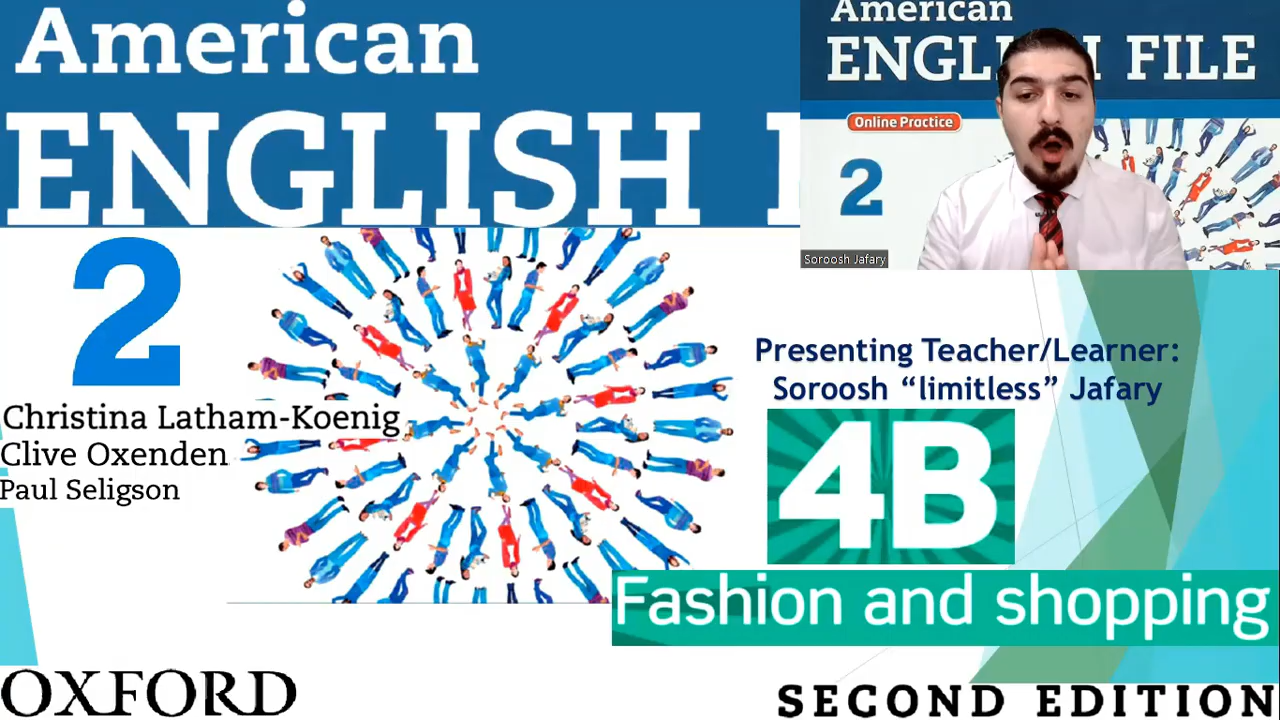 American
ENGLISH
2
Christina Latham-Koenig
Clive Oxenden
Paul Seligson
OXFORD
American
ENGLISH FILE
Online Practice
2
Soroosh Jafary
Presenting Teacher/Learner:
Soroosh “limitless” Jafary
4B
Fashion and shopping
SECOND EDITION